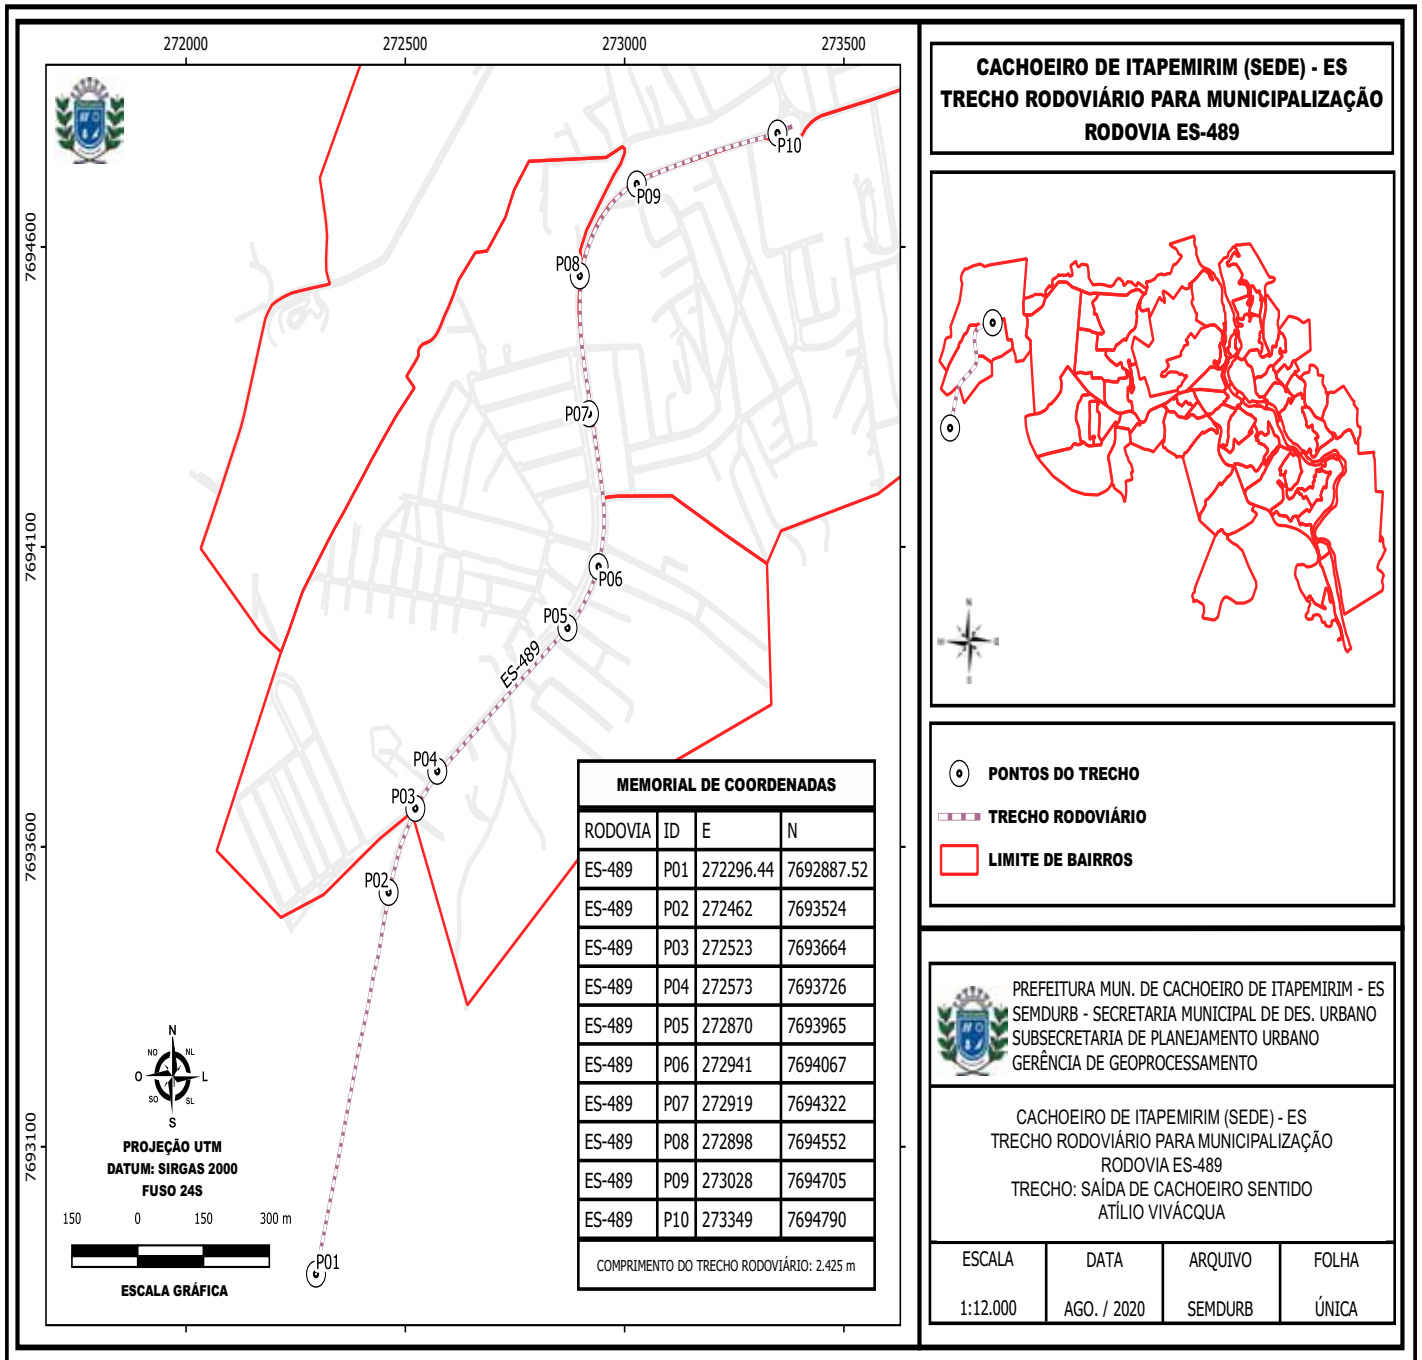 272000 272500 273000 273500
7694600
7694100
7693600
7693100
P10
P09
P08
P07
P06
P05
ES-489
P04
P03
P02
P01
N
NO NL
O L
SO SL
S
PROJEÇÃO UTM
DATUM: SIRGAS 2000
FUSO 24S
150 0 150 300 m
ESCALA GRÁFICA
MEMORIAL DE COORDENADAS
RODOVIA ID E N
ES-489 P01 272296.44 7692887.52
ES-489 P02 272462 7693524
ES-489 P03 272523 7693664
ES-489 P04 272573 7693726
ES-489 P05 272870 7693965
ES-489 P06 272941 7694067
ES-489 P07 272919 7694322
ES-489 P08 272898 7694552
ES-489 P09 273028 7694705
ES-489 P10 273349 7694790
COMPRIMENTO DO TRECHO RODOVIÁRIO: 2.425 m
CACHOEIRO DE ITAPEMIRIM (SEDE) - ES
TRECHO RODOVIÁRIO PARA MUNICIPALIZAÇÃO
RODOVIA ES-489
N
S
PONTOS DO TRECHO
TRECHO RODOVIÁRIO
LIMITE DE BAIRROS
PREFEITURA MUN. DE CACHOEIRO DE ITAPEMIRIM - ES
SEMDURB - SECRETARIA MUNICIPAL DE DES. URBANO
SUBSECRETARIA DE PLANEJAMENTO URBANO
GERÊNCIA DE GEOPROCESSAMENTO
CACHOEIRO DE ITAPEMIRIM (SEDE) - ES
TRECHO RODOVIÁRIO PARA MUNICIPALIZAÇÃO
RODOVIA ES-489
TRECHO: SAÍDA DE CACHOEIRO SENTIDO
ATÍLIO VIVÁCQUA
ESCALA DATA ARQUIVO FOLHA
1:12.000 AGO. / 2020 SEMDURB ÚNICA